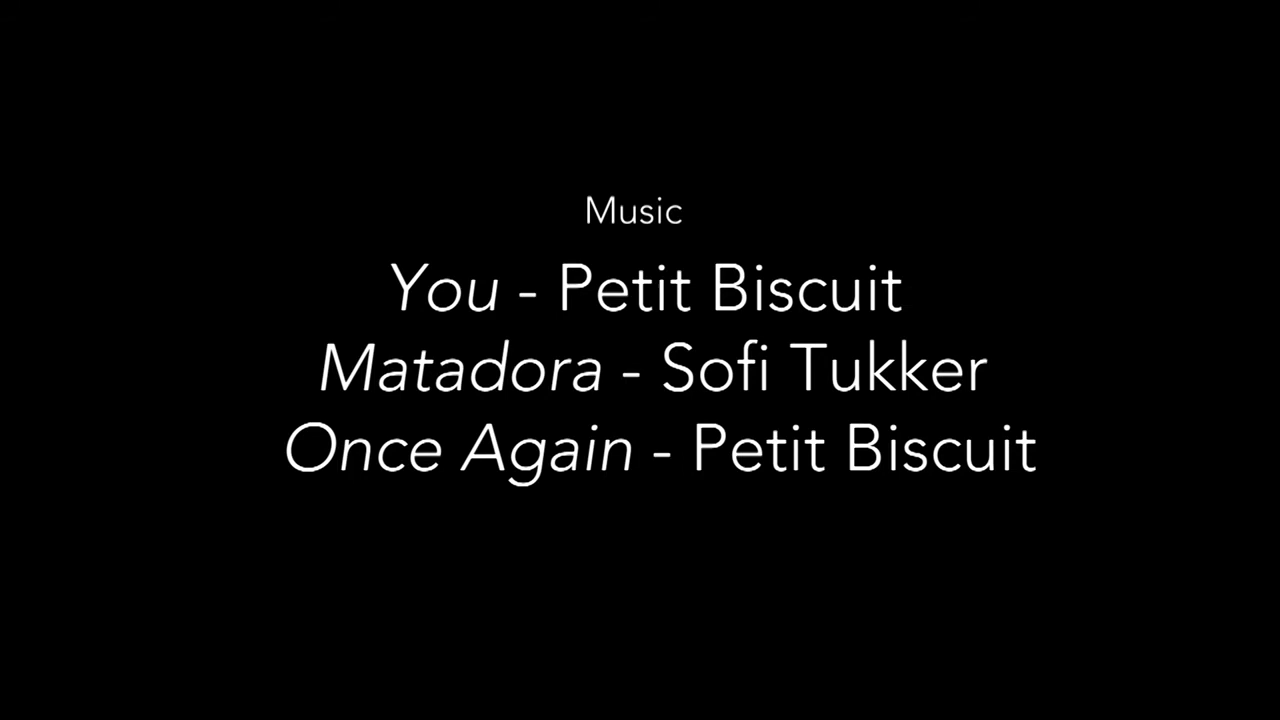 Music
You - Petit Biscuit
Matadora - Sofi Tukker
Once Again - Petit Biscuit